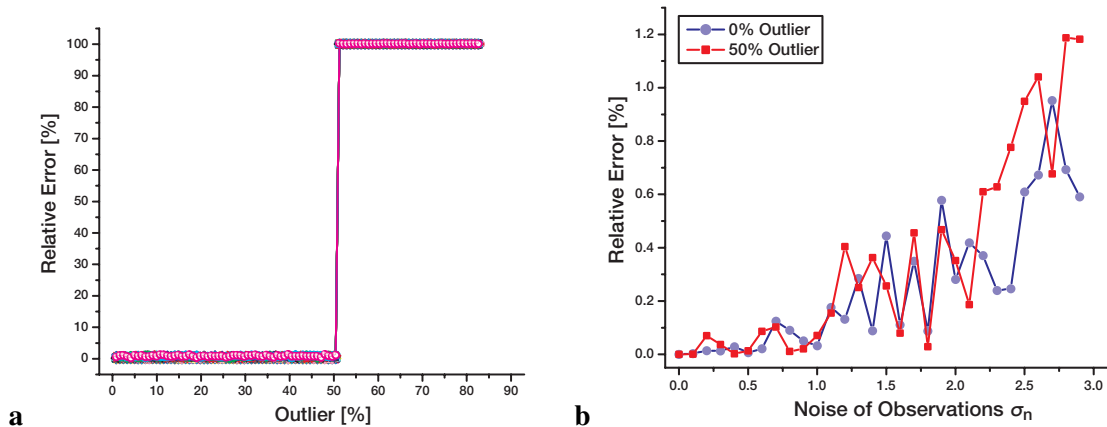 100
90
80
70
60
50
40
30
20
10
0
Relative Error [%]
0 10 20 30 40 50 60 70 80 90
Outlier [%]
a
0% Outlier
50% Outlier
1.2
1.0
0.8
0.6
0.4
0.2
0.0
Relative Error [%]
0.0 0.5 1.0 1.5 2.0 2.5 3.0
Noise of Observations σn
b